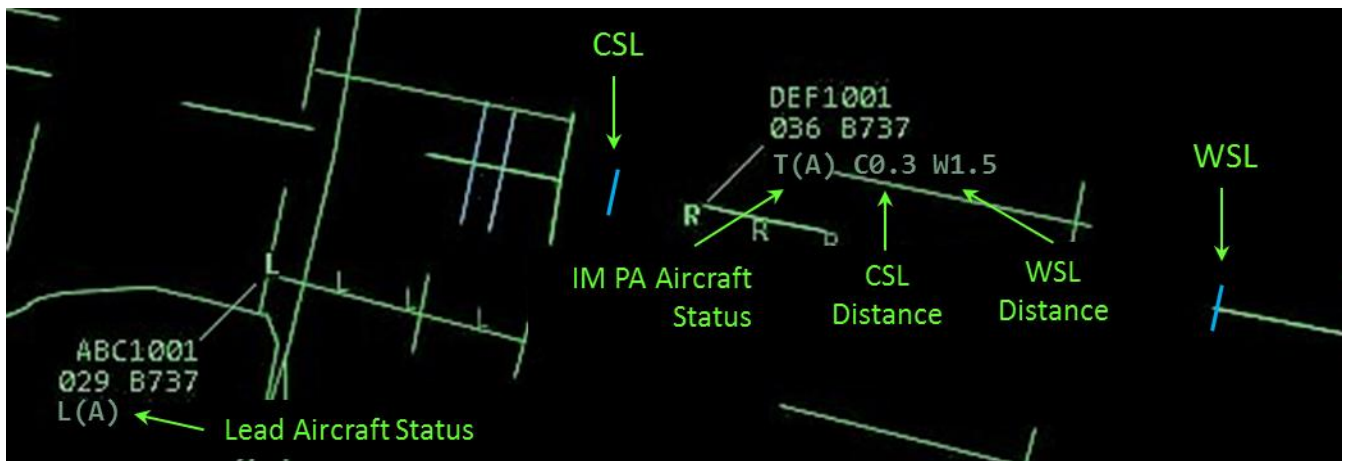 CSL
DEF1001
036 B737
T(A) C0.3 W1.5
WSL
R
R
L
L
L
L
IM PA Aircraft
Status
CSL
Distance
WSL
Distance
ABC1001
029 B737
L(A)
Lead Aircraft Status